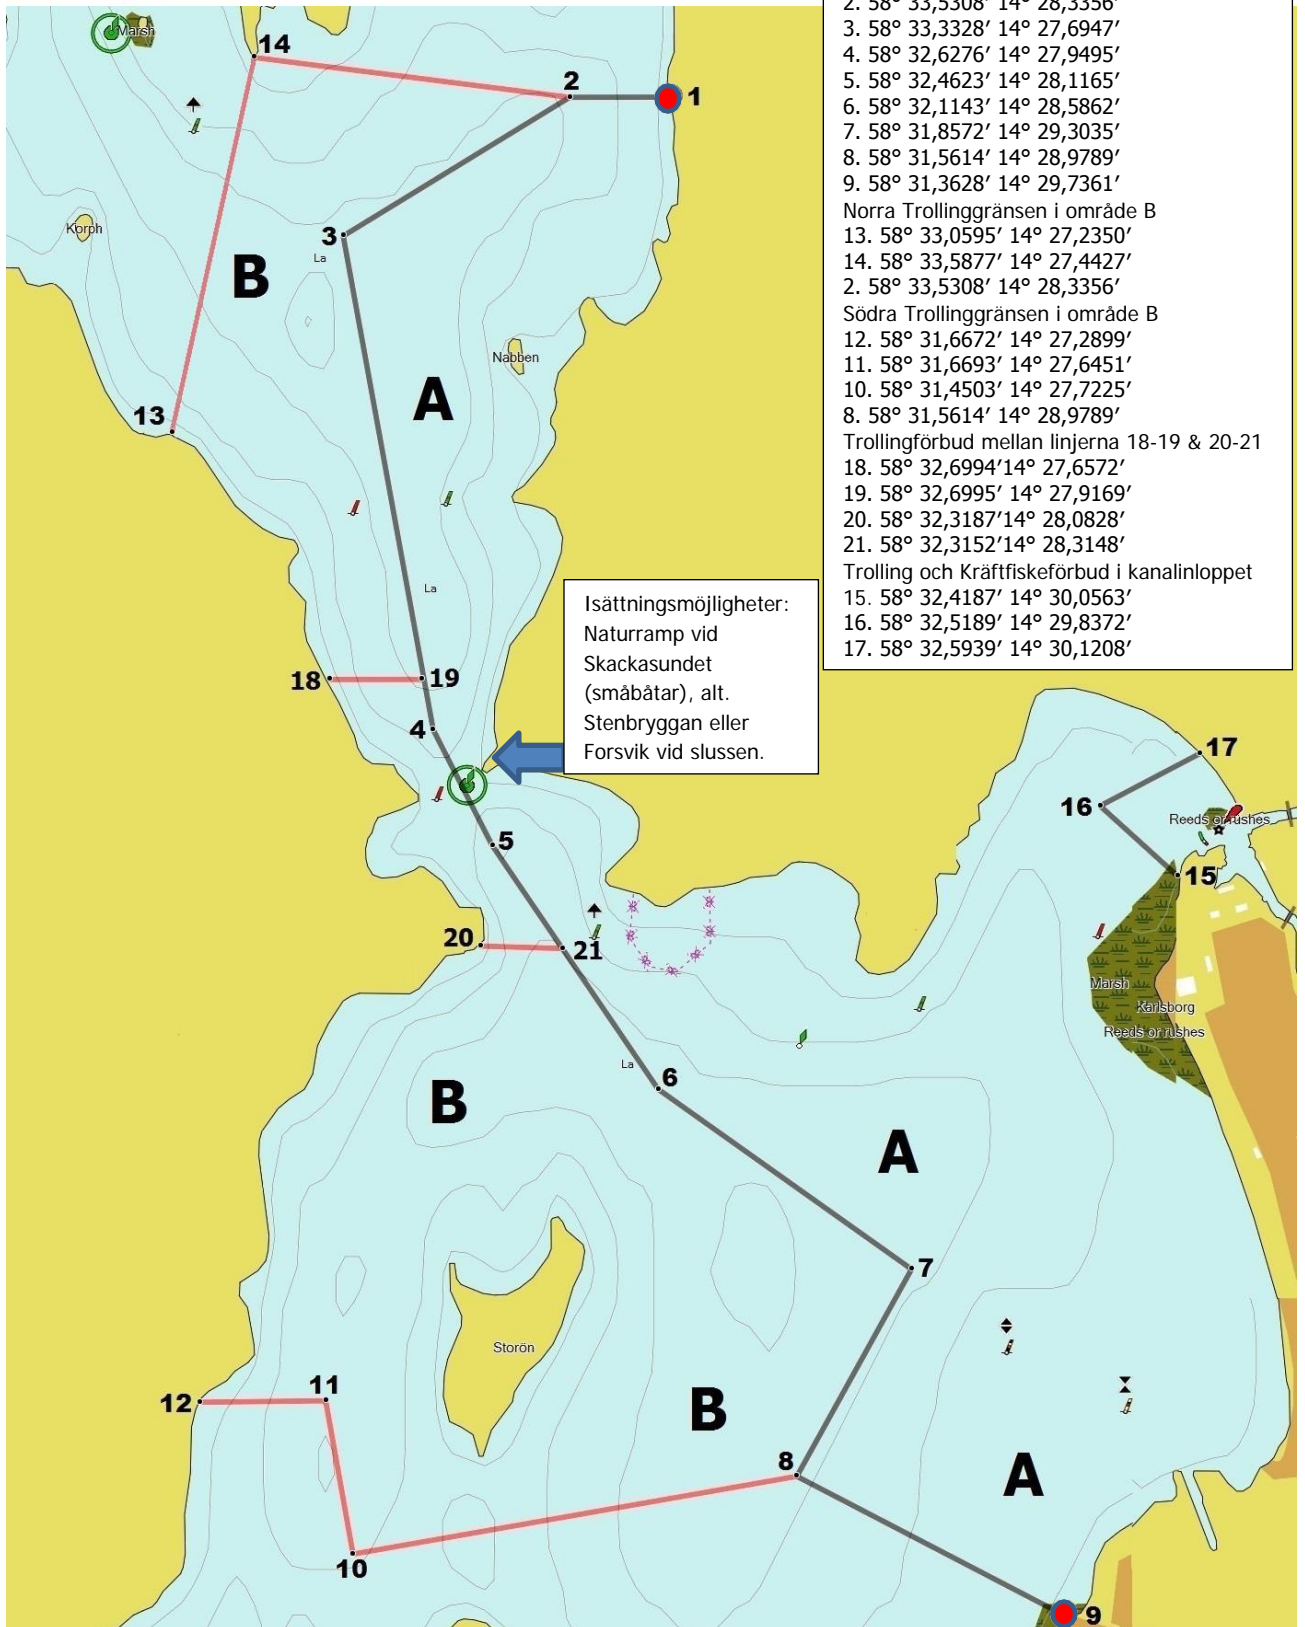 2. 58° 33,5308′ 14° 28,3356′
3. 58° 33,3328′ 14° 27,6947′
4. 58° 32,6276′ 14° 27,9495′
5. 58° 32,4623′ 14° 28,1165′
6. 58° 32,1143′ 14° 28,5862′
7. 58° 31,8572′ 14° 29,3035′
8. 58° 31,5614′ 14° 28,9789′
9. 58° 31,3628′ 14° 29,7361′
Norra Trollinggränsen i område B
13. 58° 33,0595′ 14° 27,2350′
14. 58° 33,5877′ 14° 27,4427′
2. 58° 33,5308′ 14° 28,3356′
Södra Trollinggränsen i område B
12. 58° 31,6672′ 14° 27,2899′
11. 58° 31,6693′ 14° 27,6451′
10. 58° 31,4503′ 14° 27,7225′
8. 58° 31,5614′ 14° 28,9789′
Trollingförbud mellan linjerna 18-19 & 20-21
18. 58° 32,6994′14° 27,6572′
19. 58° 32,6995′ 14° 27,9169′
20. 58° 32,3187′14° 28,0828′
21. 58° 32,3152′14° 28,3148′
Trolling och Kräftfiskeförbud i kanalinloppet
15. 58° 32,4187′ 14° 30,0563′
16. 58° 32,5189′ 14° 29,8372′
17. 58° 32,5939′ 14° 30,1208′
Marsh
14
2
1
Korph
3
La
B
Nabben
A
13
La
Isättningsmöjligheter:
Naturramp vid
Skackasundet
(småbåtar), alt.
Stenbryggan eller
Forsvik vid slussen.
18
19
4
17
16
Reeds or rushes
5
15
20
21
Marsh
Karlsborg
Reeds or rushes
La
6
B
A
7
Storön
12
11
B
8
A
10
9